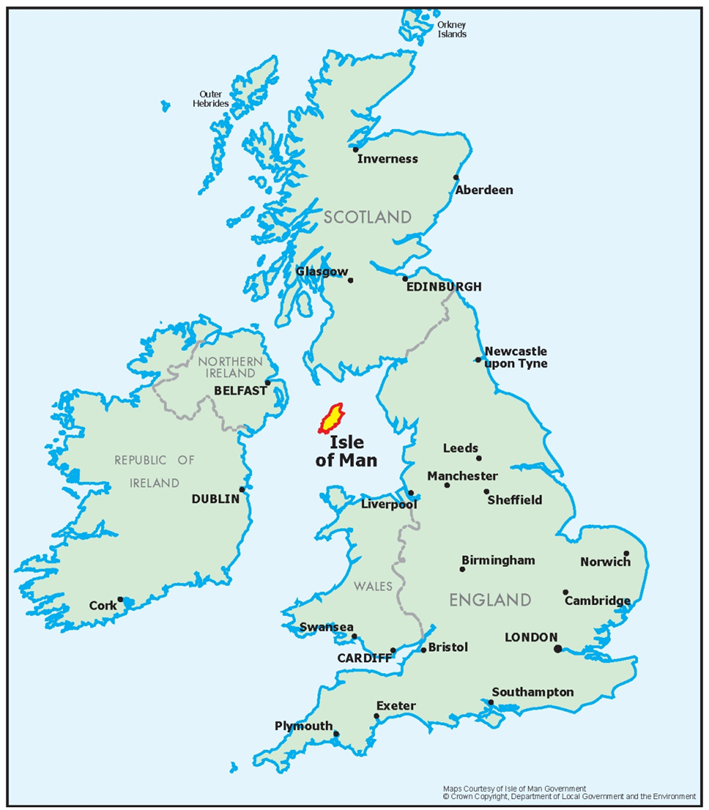 Orkney
Islands
Outer
Hebrides
Inverness
Aberdeen
SCOTLAND
Glasgow
EDINBURGH
Newcastle
upon Tyne
NORTHERN
IRELAND
BELFAST
Isle
of Man
Leeds
REPUBLIC OF
IRELAND
Manchester
DUBLIN
Liverpool
Sheffield
Birmingham
Norwich
WALES
ENGLAND
Cambridge
Cork
Swansea
LONDON
CARDIFF
Bristol
Southampton
Exeter
Plymouth
Maps Courtesy of Isle of Man Government
© Crown Copyright, Department of Local Government and the Environment